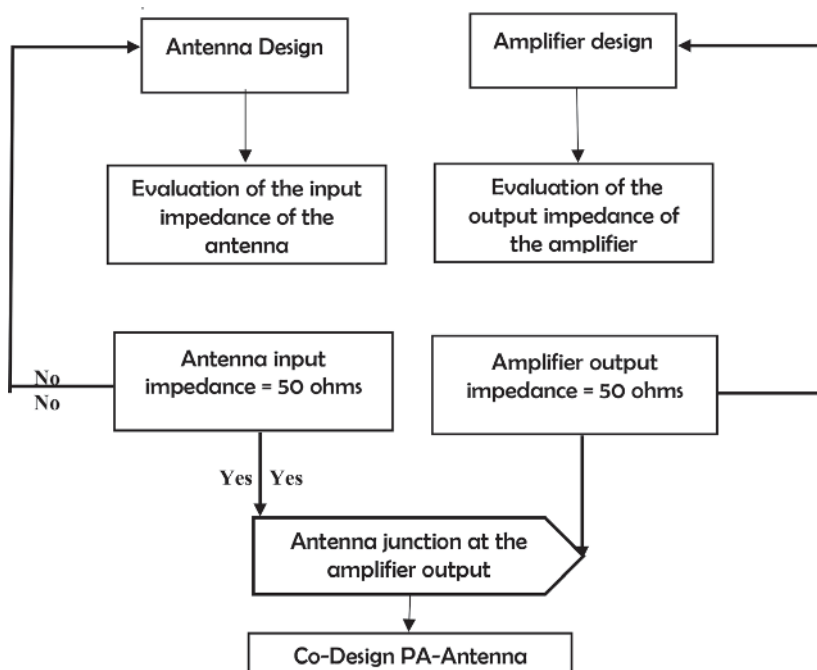 Antenna Design
Amplifier design
Evaluation of the input
impedance of the
antenna
Evaluation of the
output impedance of
the amplifier
Antenna input
impedance = 50 ohms
Amplifier output
impedance = 50 ohms
No
No
Yes Yes
Antenna junction at the
amplifier output
Co-Design PA-Antenna